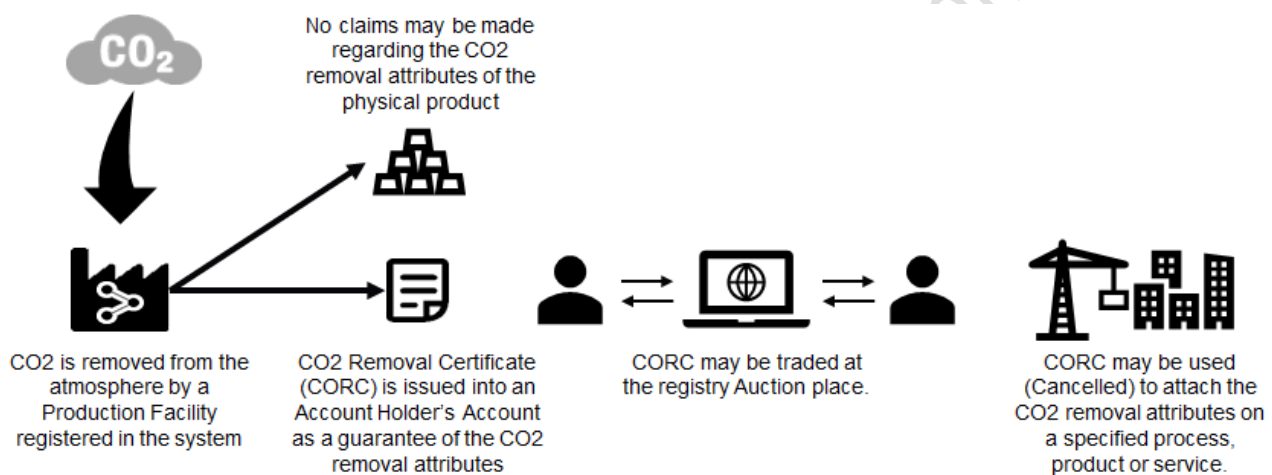 CO2
No claims may be made
regarding the CO2
removal attributes of the
physical product
CO2 is removed from the
atmosphere by a
Production Facility
registered in the system
CO2 Removal Certificate
(CORC) is issued into an
Account Holder's Account
as a guarantee of the CO2
removal attributes
CORC may be traded at
the registry Auction place.
CORC may be used
(Cancelled) to attach the
CO2 removal attributes on
a specified process,
product or service.